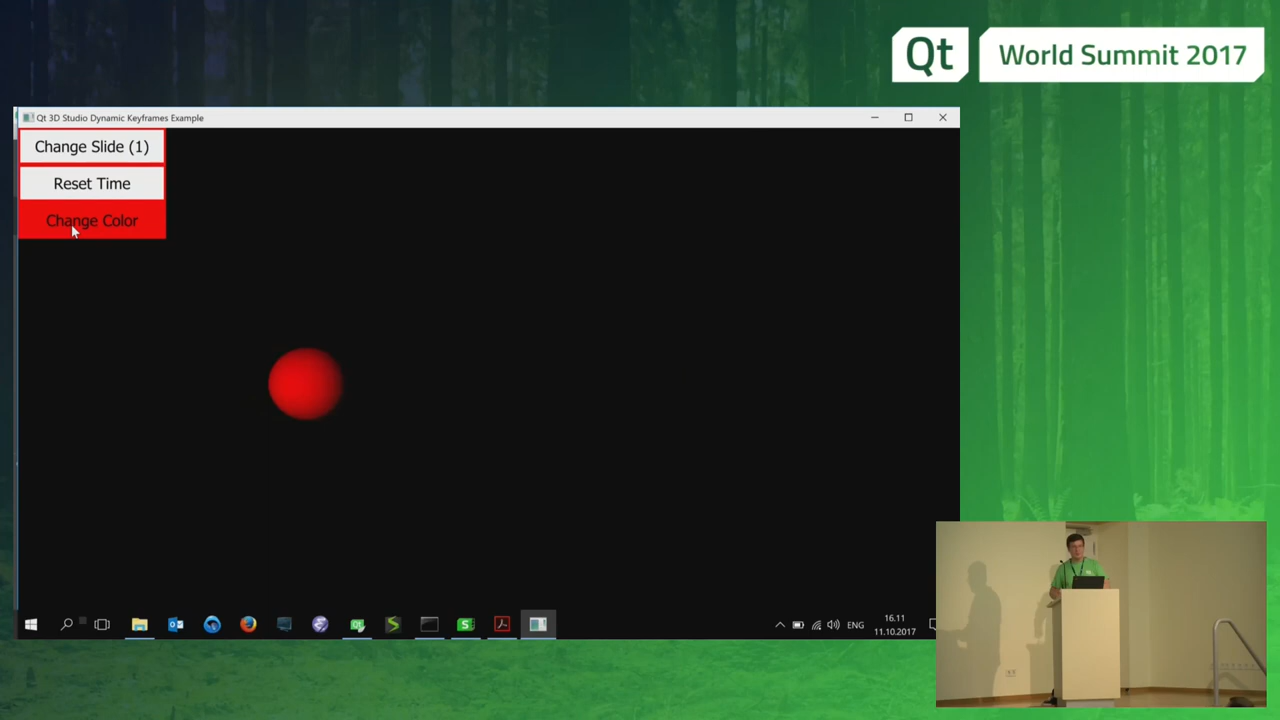 Qt
World Summit 2017
Qt 3D Studio Dynamic Keyframes Example
Change Slide (1)
Reset Time
Change Color
16.11
ENG
11.10.2017